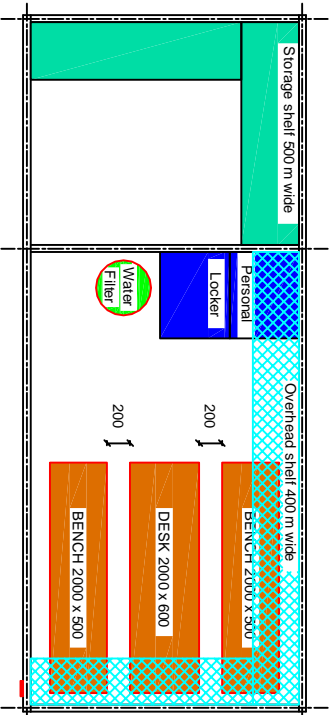 Storage shelf 500 m wide
Personal
Locker
Water
Filter
Overhead shelf 400 m wide
200
200
BENCH 2000 x 500
DESK 2000 x 600
BENCH 2000 x 500